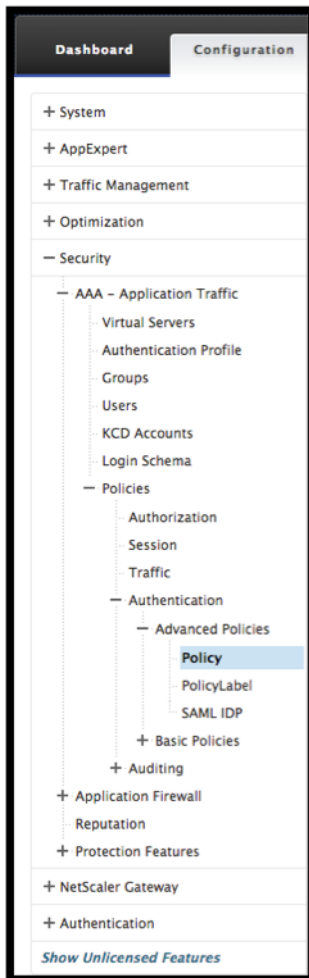 Dashboard Configuration
+ System
+ AppExpert
+ Traffic Management
+ Optimization
− Security
− AAA - Application Traffic
Virtual Servers
Authentication Profile
Groups
Users
KCD Accounts
Login Schema
− Policies
Authorization
Session
Traffic
− Authentication
− Advanced Policies
Policy
PolicyLabel
SAML IDP
+ Basic Policies
+ Auditing
+ Application Firewall
Reputation
+ Protection Features
+ NetScaler Gateway
+ Authentication
Show Unlicensed Features